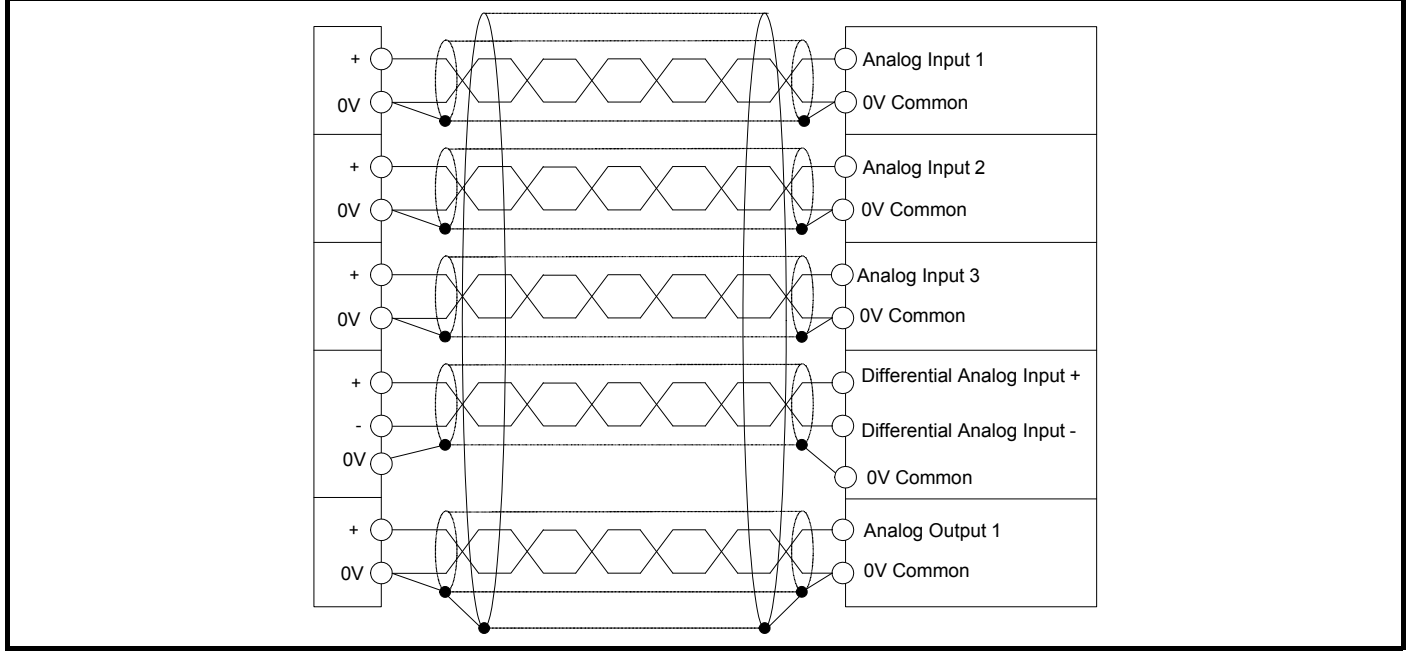 + Analog Input 1
0V 0V Common
+ Analog Input 2
0V 0V Common
+ Analog Input 3
0V 0V Common
+ Differential Analog Input +
- Differential Analog Input -
0V 0V Common
+ Analog Output 1
0V 0V Common